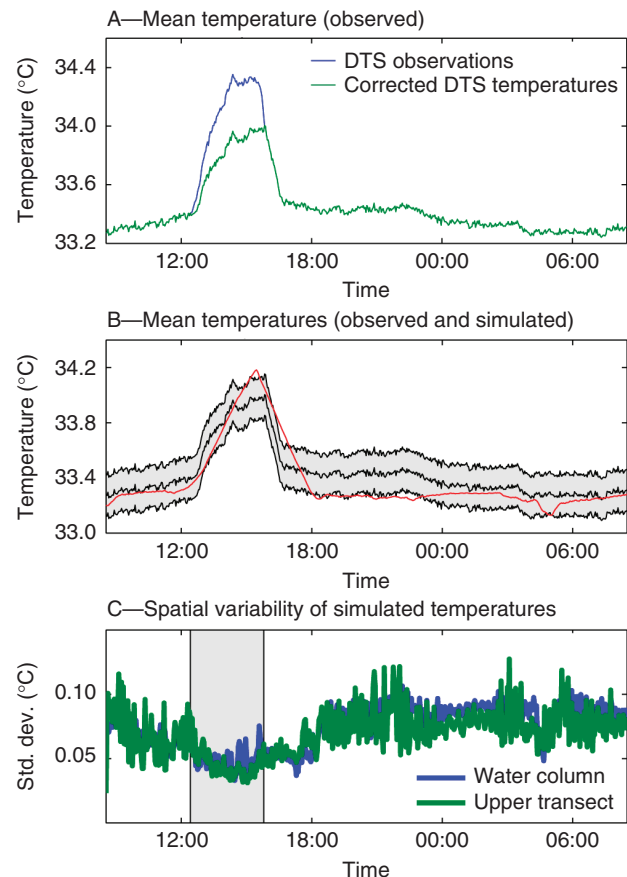 A—Mean temperature (observed)
Temperature (°C)
34.4
34.0
33.6
33.2
DTS observations
Corrected DTS temperatures
12:00 18:00 00:00 06:00
Time
B—Mean temperatures (observed and simulated)
Temperature (°C)
34.2
33.8
33.4
33.0
12:00 18:00 00:00 06:00
Time
C—Spatial variability of simulated temperatures
Std. dev. (°C)
0.10
0.05
Water column
Upper transect
12:00 18:00 00:00 06:00
Time